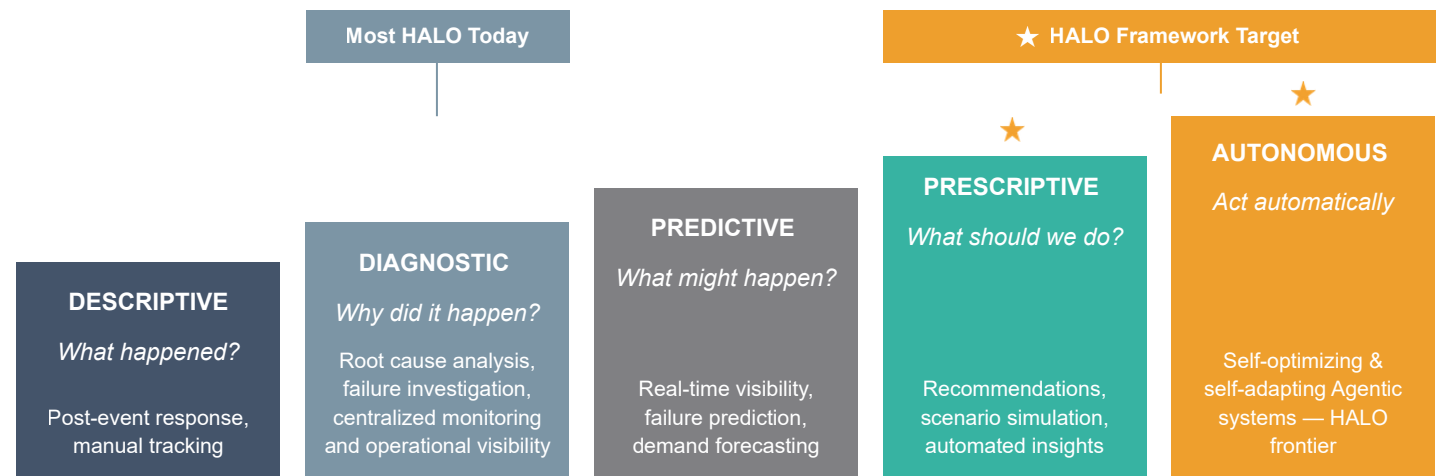 Most HALO Today
★ HALO Framework Target
DESCRIPTIVE
What happened?
Post-event response,
manual tracking
DIAGNOSTIC
Why did it happen?
Root cause analysis,
failure investigation,
centralized monitoring
and operational visibility
PREDICTIVE
What might happen?
Real-time visibility,
failure prediction,
demand forecasting
PRESCRIPTIVE
What should we do?
Recommendations,
scenario simulation,
automated insights
AUTONOMOUS
Act automatically
Self-optimizing &
self-adapting Agentic
systems — HALO
frontier